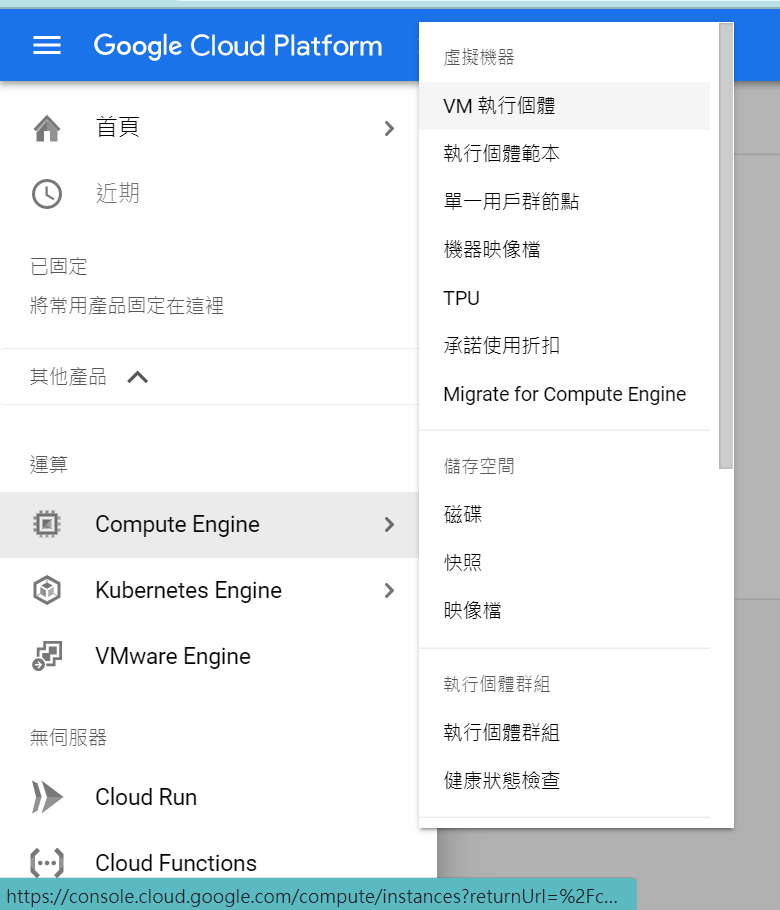 Google Cloud Platform
首頁
近期
已固定
將常用產品固定在這裡
其他產品
運算
Compute Engine
Kubernetes Engine
VMware Engine
無伺服器
Cloud Run
Cloud Functions
虛擬機器
VM 執行個體
執行個體範本
單一用戶群節點
機器映像檔
TPU
承諾使用折扣
Migrate for Compute Engine
儲存空間
磁碟
快照
映像檔
執行個體群組
執行個體群組
健康狀態檢查
https://console.cloud.google.com/compute/instances?returnUrl=%2Fc...